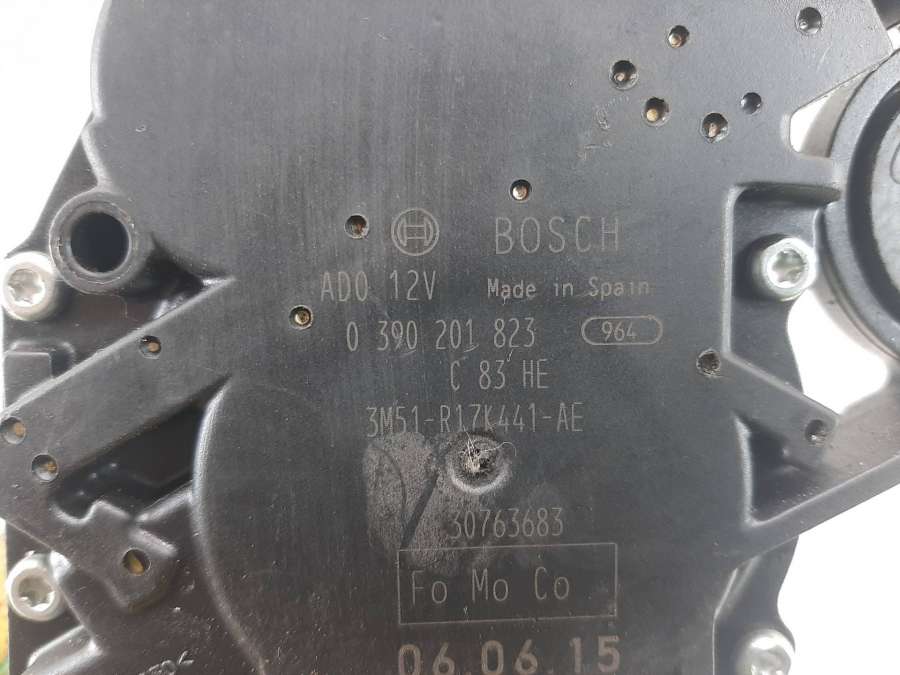 BOSCH
AD0 12V Made in Spain
0 390 201 823 964
C 83 HE
3M51-R17K441-AE
30763683
Fo Mo Co
06.06.15